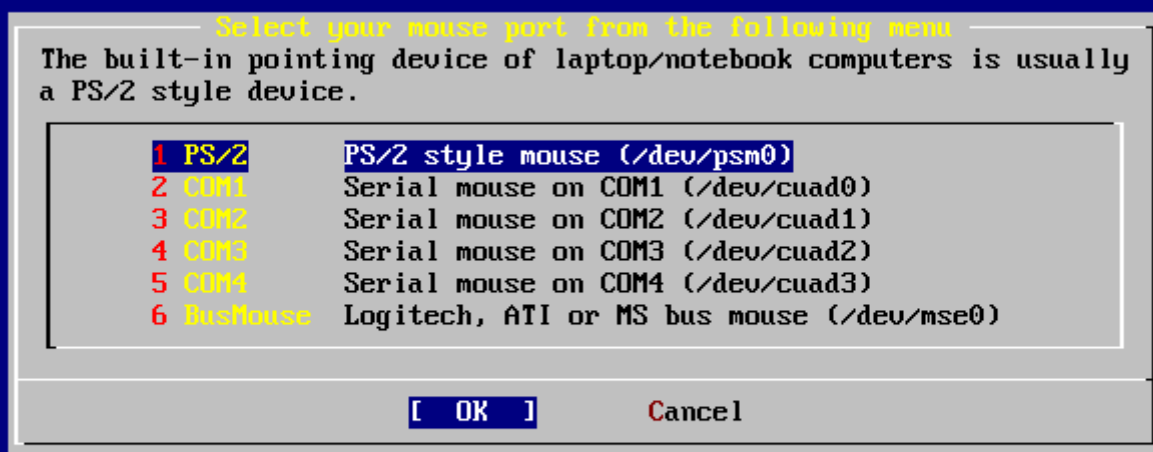 Select your mouse port from the following menu
The built-in pointing device of laptop/notebook computers is usually
a PS/2 style device.
1 PS/2 PS/2 style mouse (/dev/psm0)
2 COM1 Serial mouse on COM1 (/dev/cuad0)
3 COM2 Serial mouse on COM2 (/dev/cuad1)
4 COM3 Serial mouse on COM3 (/dev/cuad2)
5 COM4 Serial mouse on COM4 (/dev/cuad3)
6 BusMouse Logitech, ATI or MS bus mouse (/dev/mse0)
[ OK ] Cancel